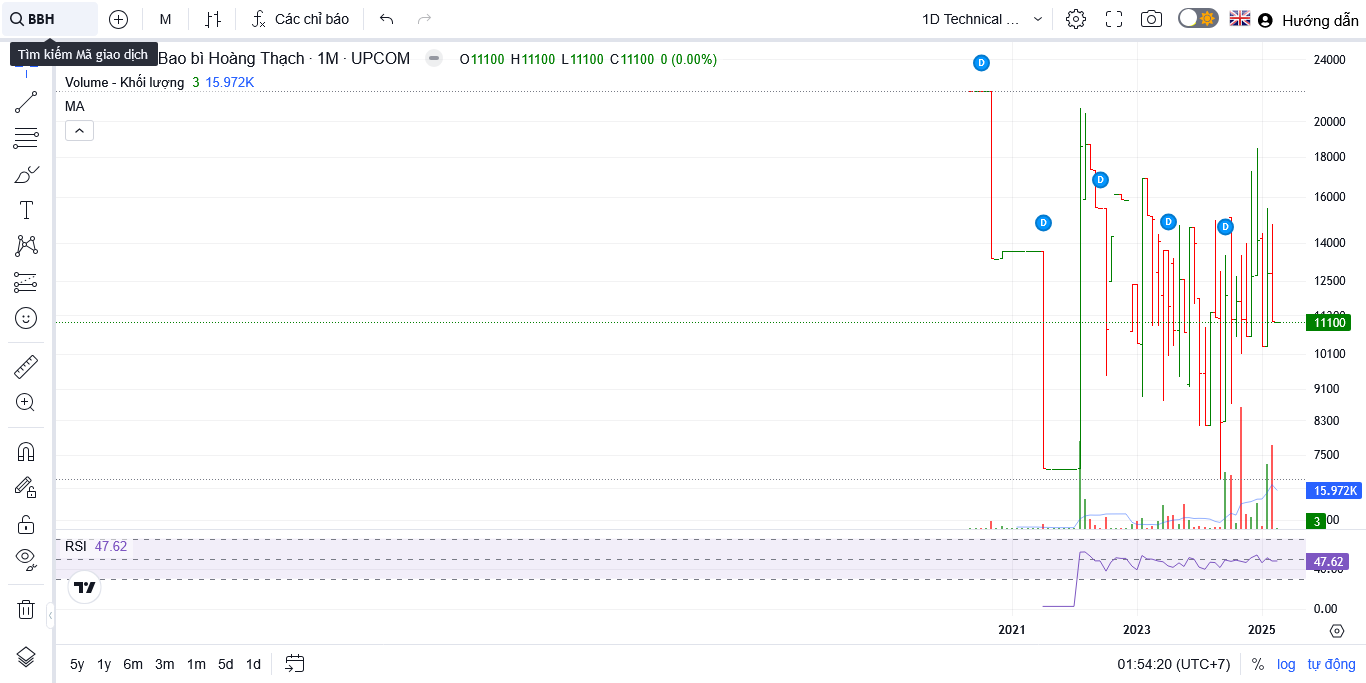 BBH
M
Các chỉ báo
1D Technical ...
Hướng dẫn
Tìm kiếm Mã giao dịch
Bao bì Hoàng Thạch · 1M · UPCOM
O11100 H11100 L11100 C11100 0 (0.00%)
Volume - Khối lượng 3 15.972K
MA
D
D
D
D
D
24000
20000
18000
16000
14000
12500
11100
10100
9100
8300
7500
15.972K
3
RSI 47.62
47.62
0.00
2021
2023
2025
5y 1y 6m 3m 1m 5d 1d
01:54:20 (UTC+7)
%
log
tự động